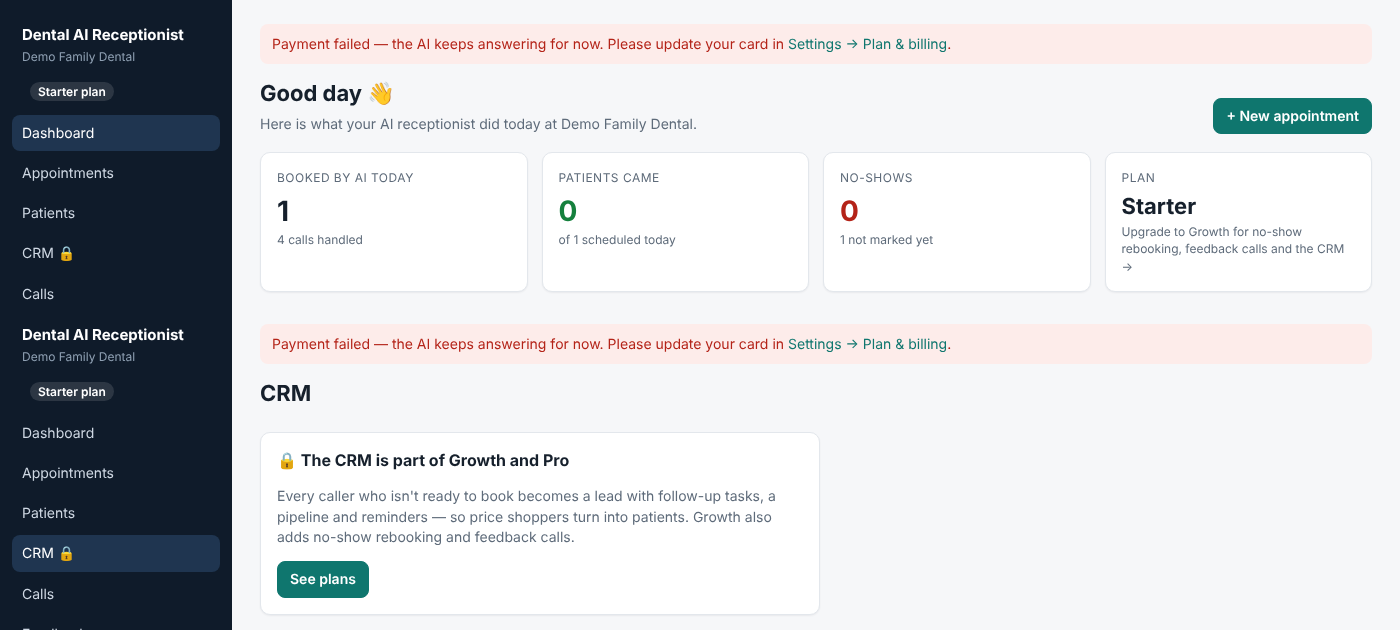 Dental AI Receptionist
Demo Family Dental
Starter plan
Dashboard
Appointments
Patients
CRM 🔒
Calls
Payment failed — the AI keeps answering for now. Please update your card in Settings → Plan & billing.
Good day 👋
Here is what your AI receptionist did today at Demo Family Dental.
+ New appointment
BOOKED BY AI TODAY
1
4 calls handled
PATIENTS CAME
0
of 1 scheduled today
NO-SHOWS
0
1 not marked yet
PLAN
Starter
Upgrade to Growth for no-show
rebooking, feedback calls and the CRM
→
Dental AI Receptionist
Demo Family Dental
Starter plan
Dashboard
Appointments
Patients
CRM 🔒
Calls
Payment failed — the AI keeps answering for now. Please update your card in Settings → Plan & billing.
CRM
🔒 The CRM is part of Growth and Pro
Every caller who isn't ready to book becomes a lead with follow-up tasks, a
pipeline and reminders — so price shoppers turn into patients. Growth also
adds no-show rebooking and feedback calls.
See plans